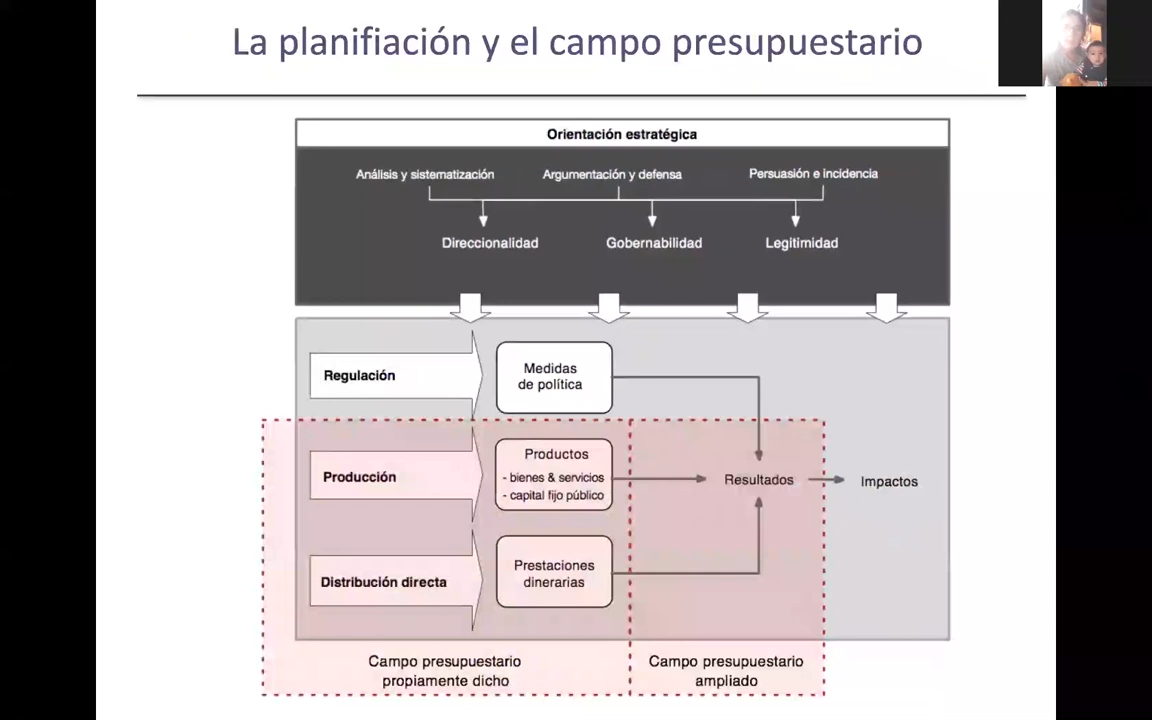 La planifiación y el campo presupuestario
Orientación estratégica
Análisis y sistematización
Argumentación y defensa
Persuasión e incidencia
Direccionalidad
Gobernabilidad
Legitimidad
Regulación
Medidas
de política
Producción
Productos
- bienes & servicios
- capital fijo público
Resultados
Impactos
Distribución directa
Prestaciones
dinerarias
Campo presupuestario
propiamente dicho
Campo presupuestario
ampliado